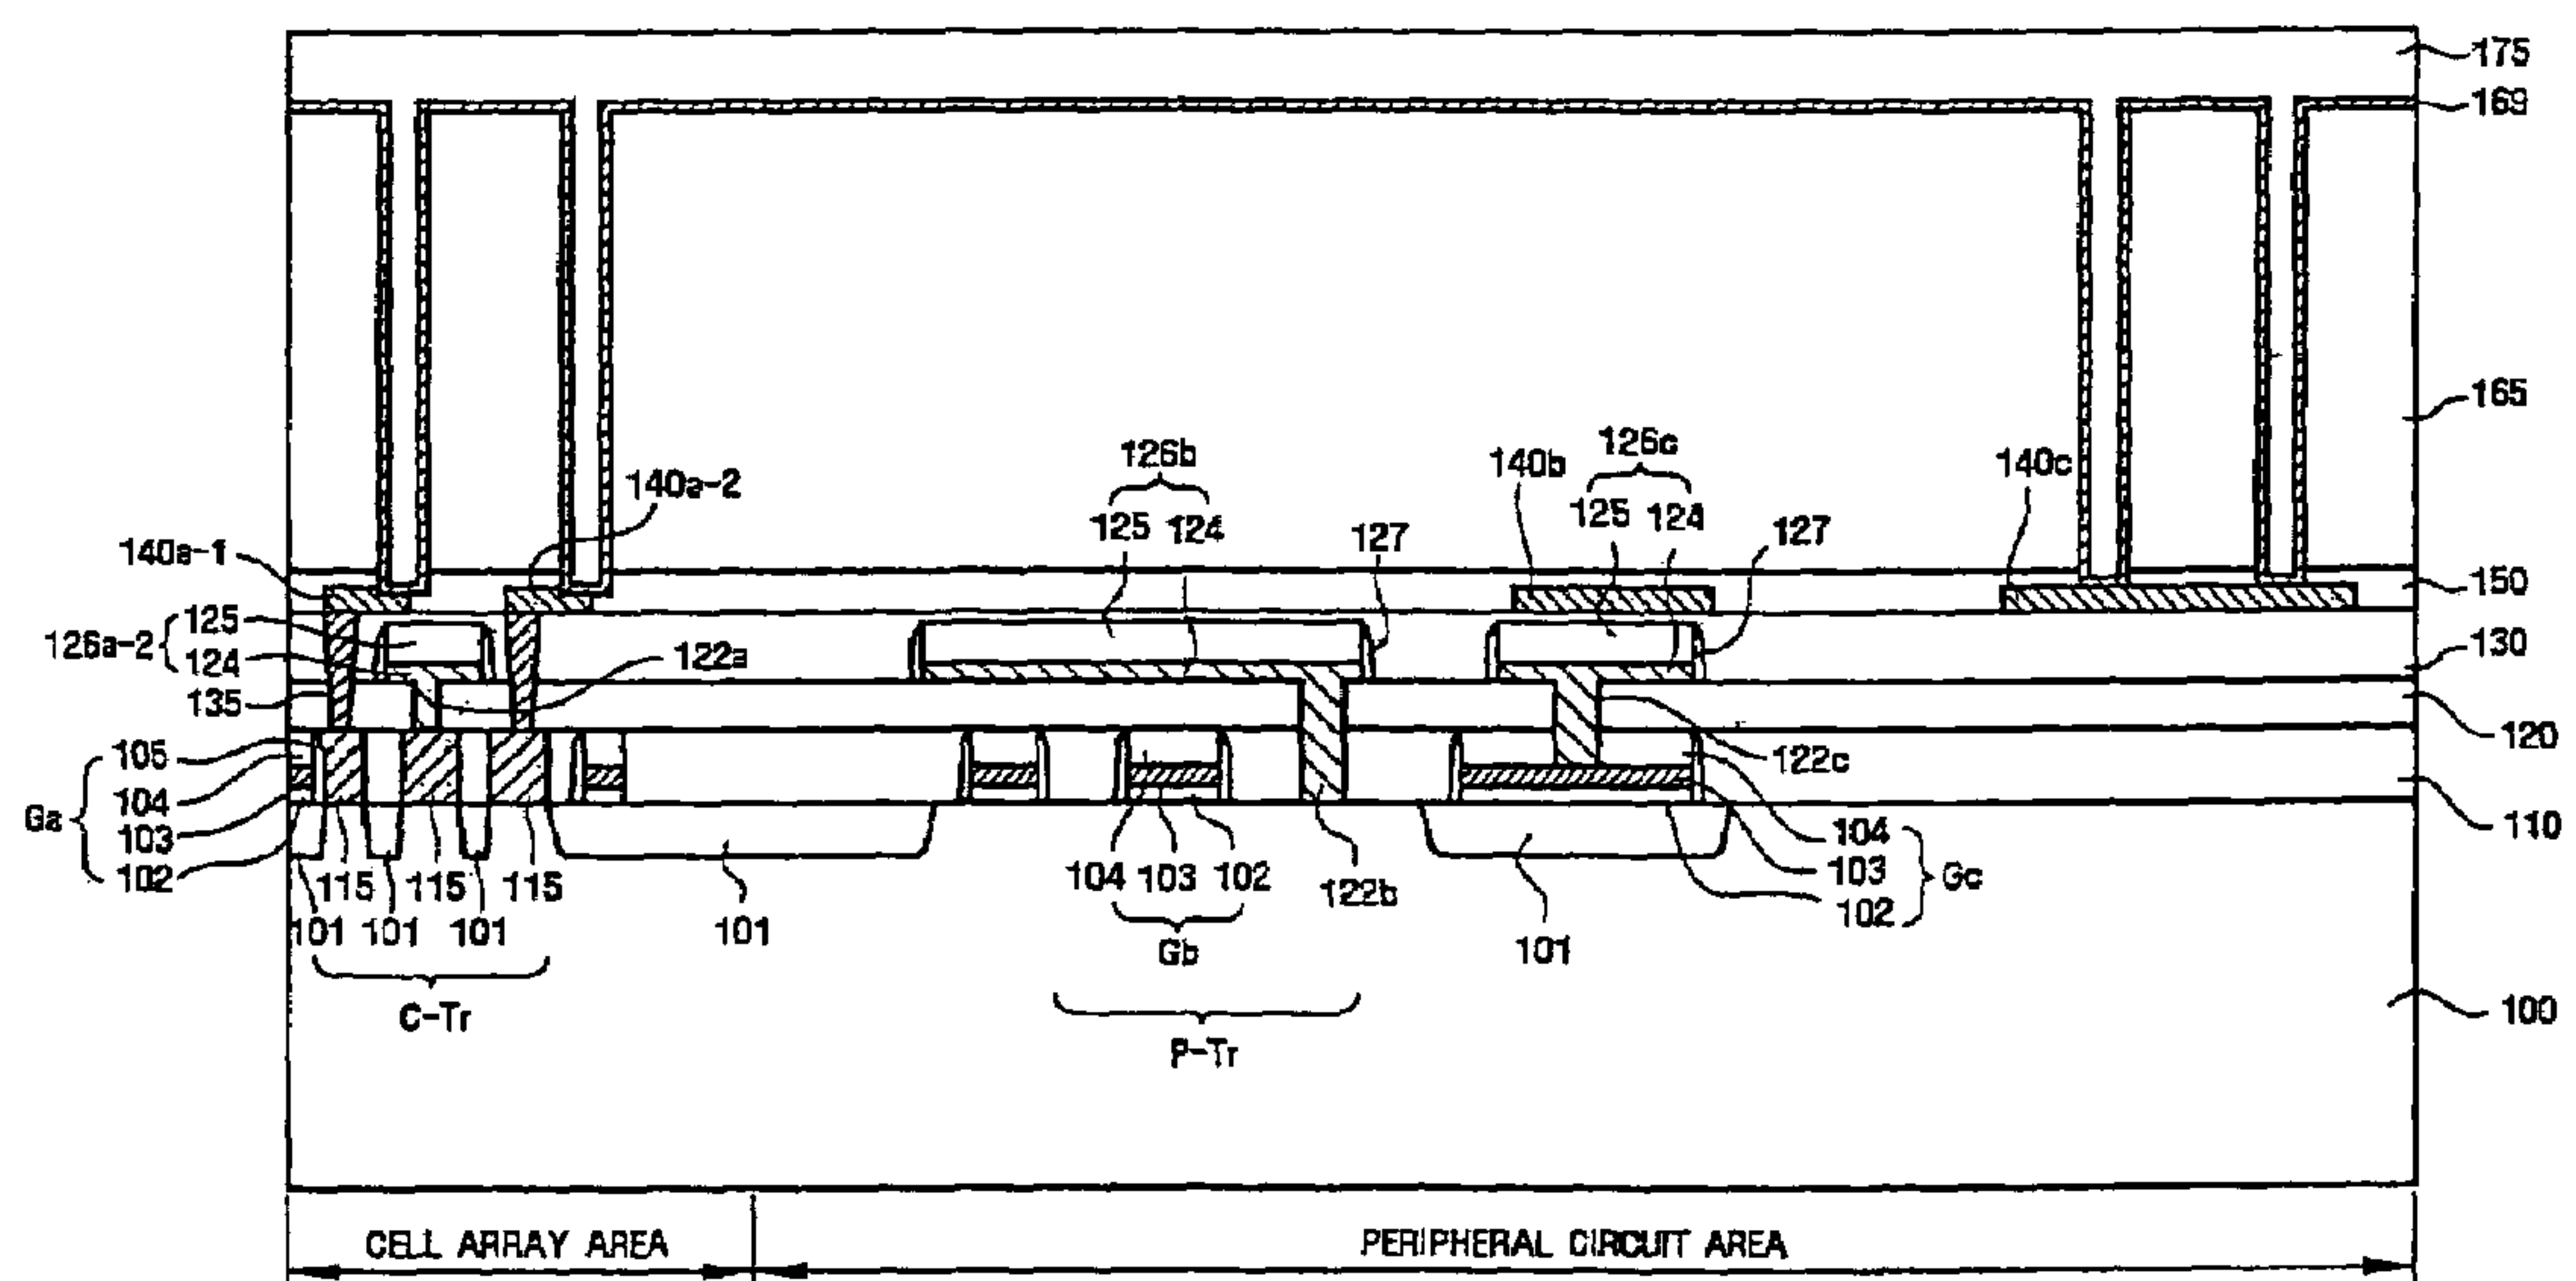 175
169
165
126b
126c
140b
140c
140a-2
125 124
125 124
127
127
140a-1
150
125
126a-2
124
122a
130
135
120
105
122c
104
Ga
103
102
110
104
103
Gc
102
115 115 115
104 103 102
122b
101 101 101
101
Gb
101
C-Tr
100
P-Tr
CELL ARRAY AREA
PERIPHERAL CIRCUIT AREA